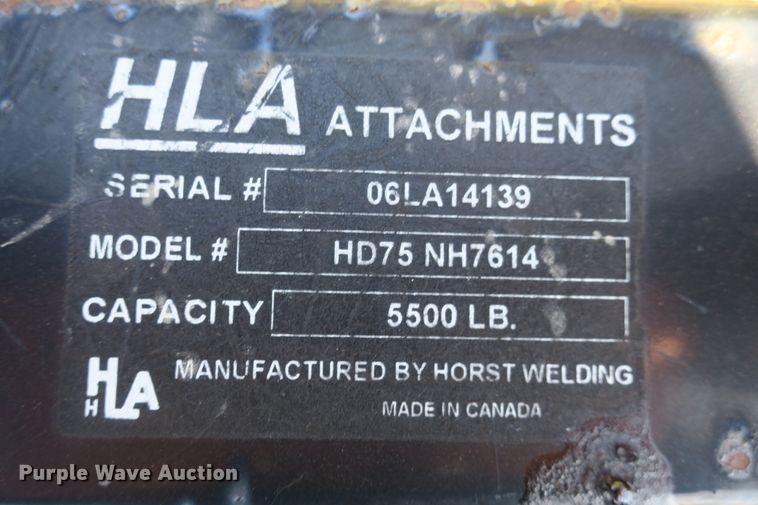 HLA ATTACHMENTS
SERIAL # 06LA14139
MODEL # HD75 NH7614
CAPACITY 5500 LB.
HLA MANUFACTURED BY HORST WELDING
MADE IN CANADA
Purple Wave Auction